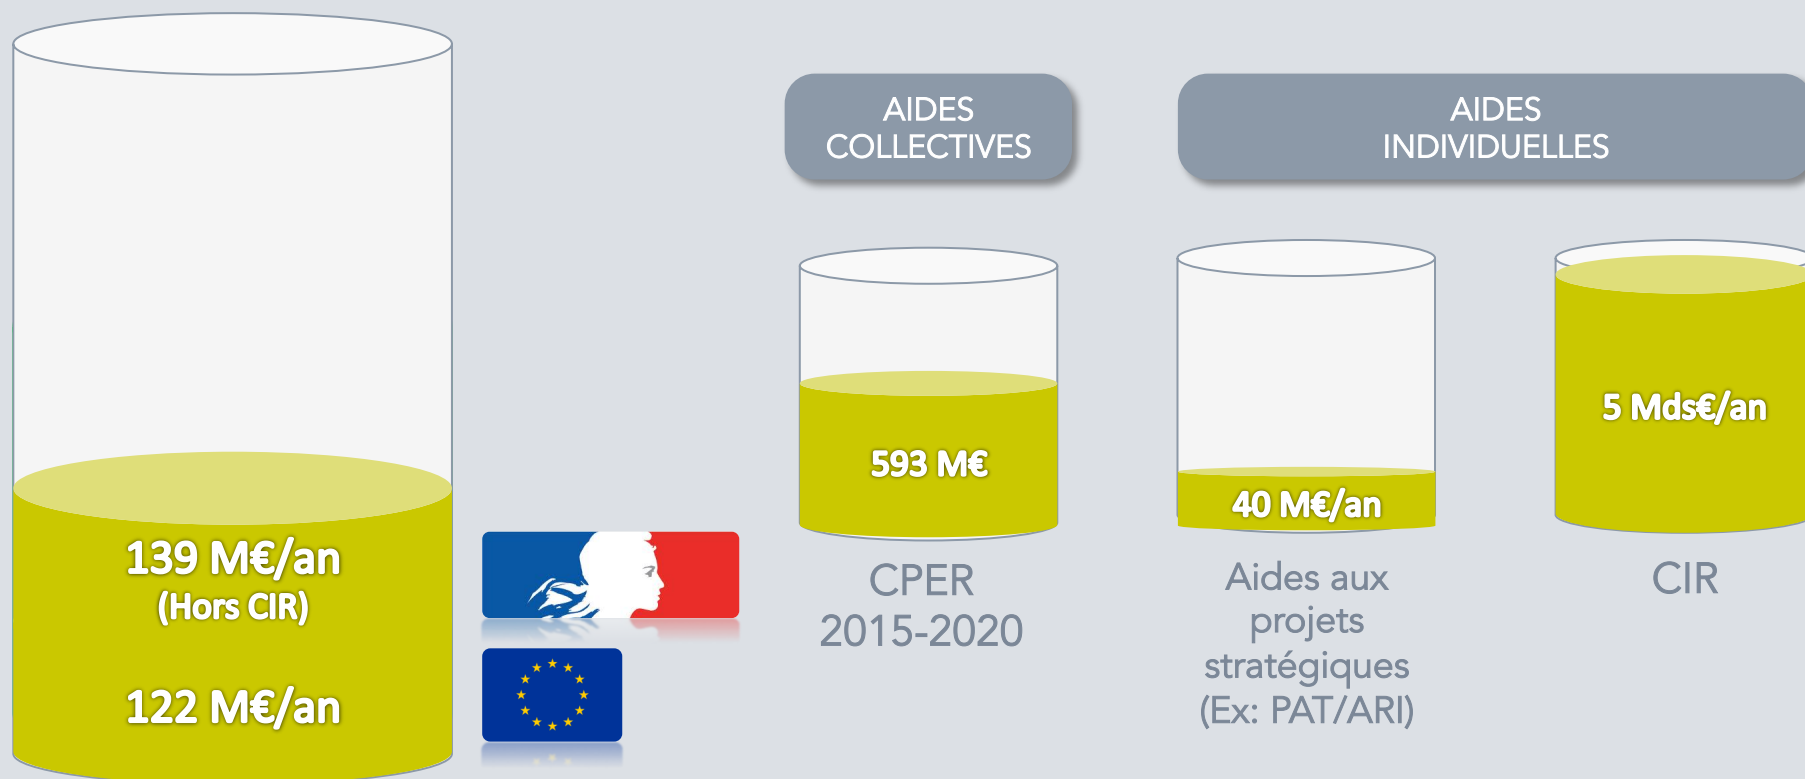 139 M€/an
(Hors CIR)
122 M€/an
AIDES
COLLECTIVES
593 M€
CPER
2015-2020
AIDES
INDIVIDUELLES
40 M€/an
Aides aux
projets
stratégiques
(Ex: PAT/ARI)
5 Mds€/an
CIR